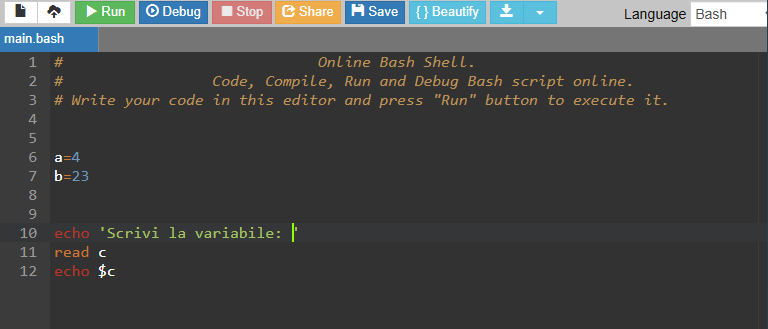 Run Debug Stop Share Save { } Beautify Language Bash
main.bash
1 # Online Bash Shell.
2 # Code, Compile, Run and Debug Bash script online.
3 # Write your code in this editor and press "Run" button to execute it.
4
5
6 a=4
7 b=23
8
9
10 echo 'Scrivi la variabile: '
11 read c
12 echo $c